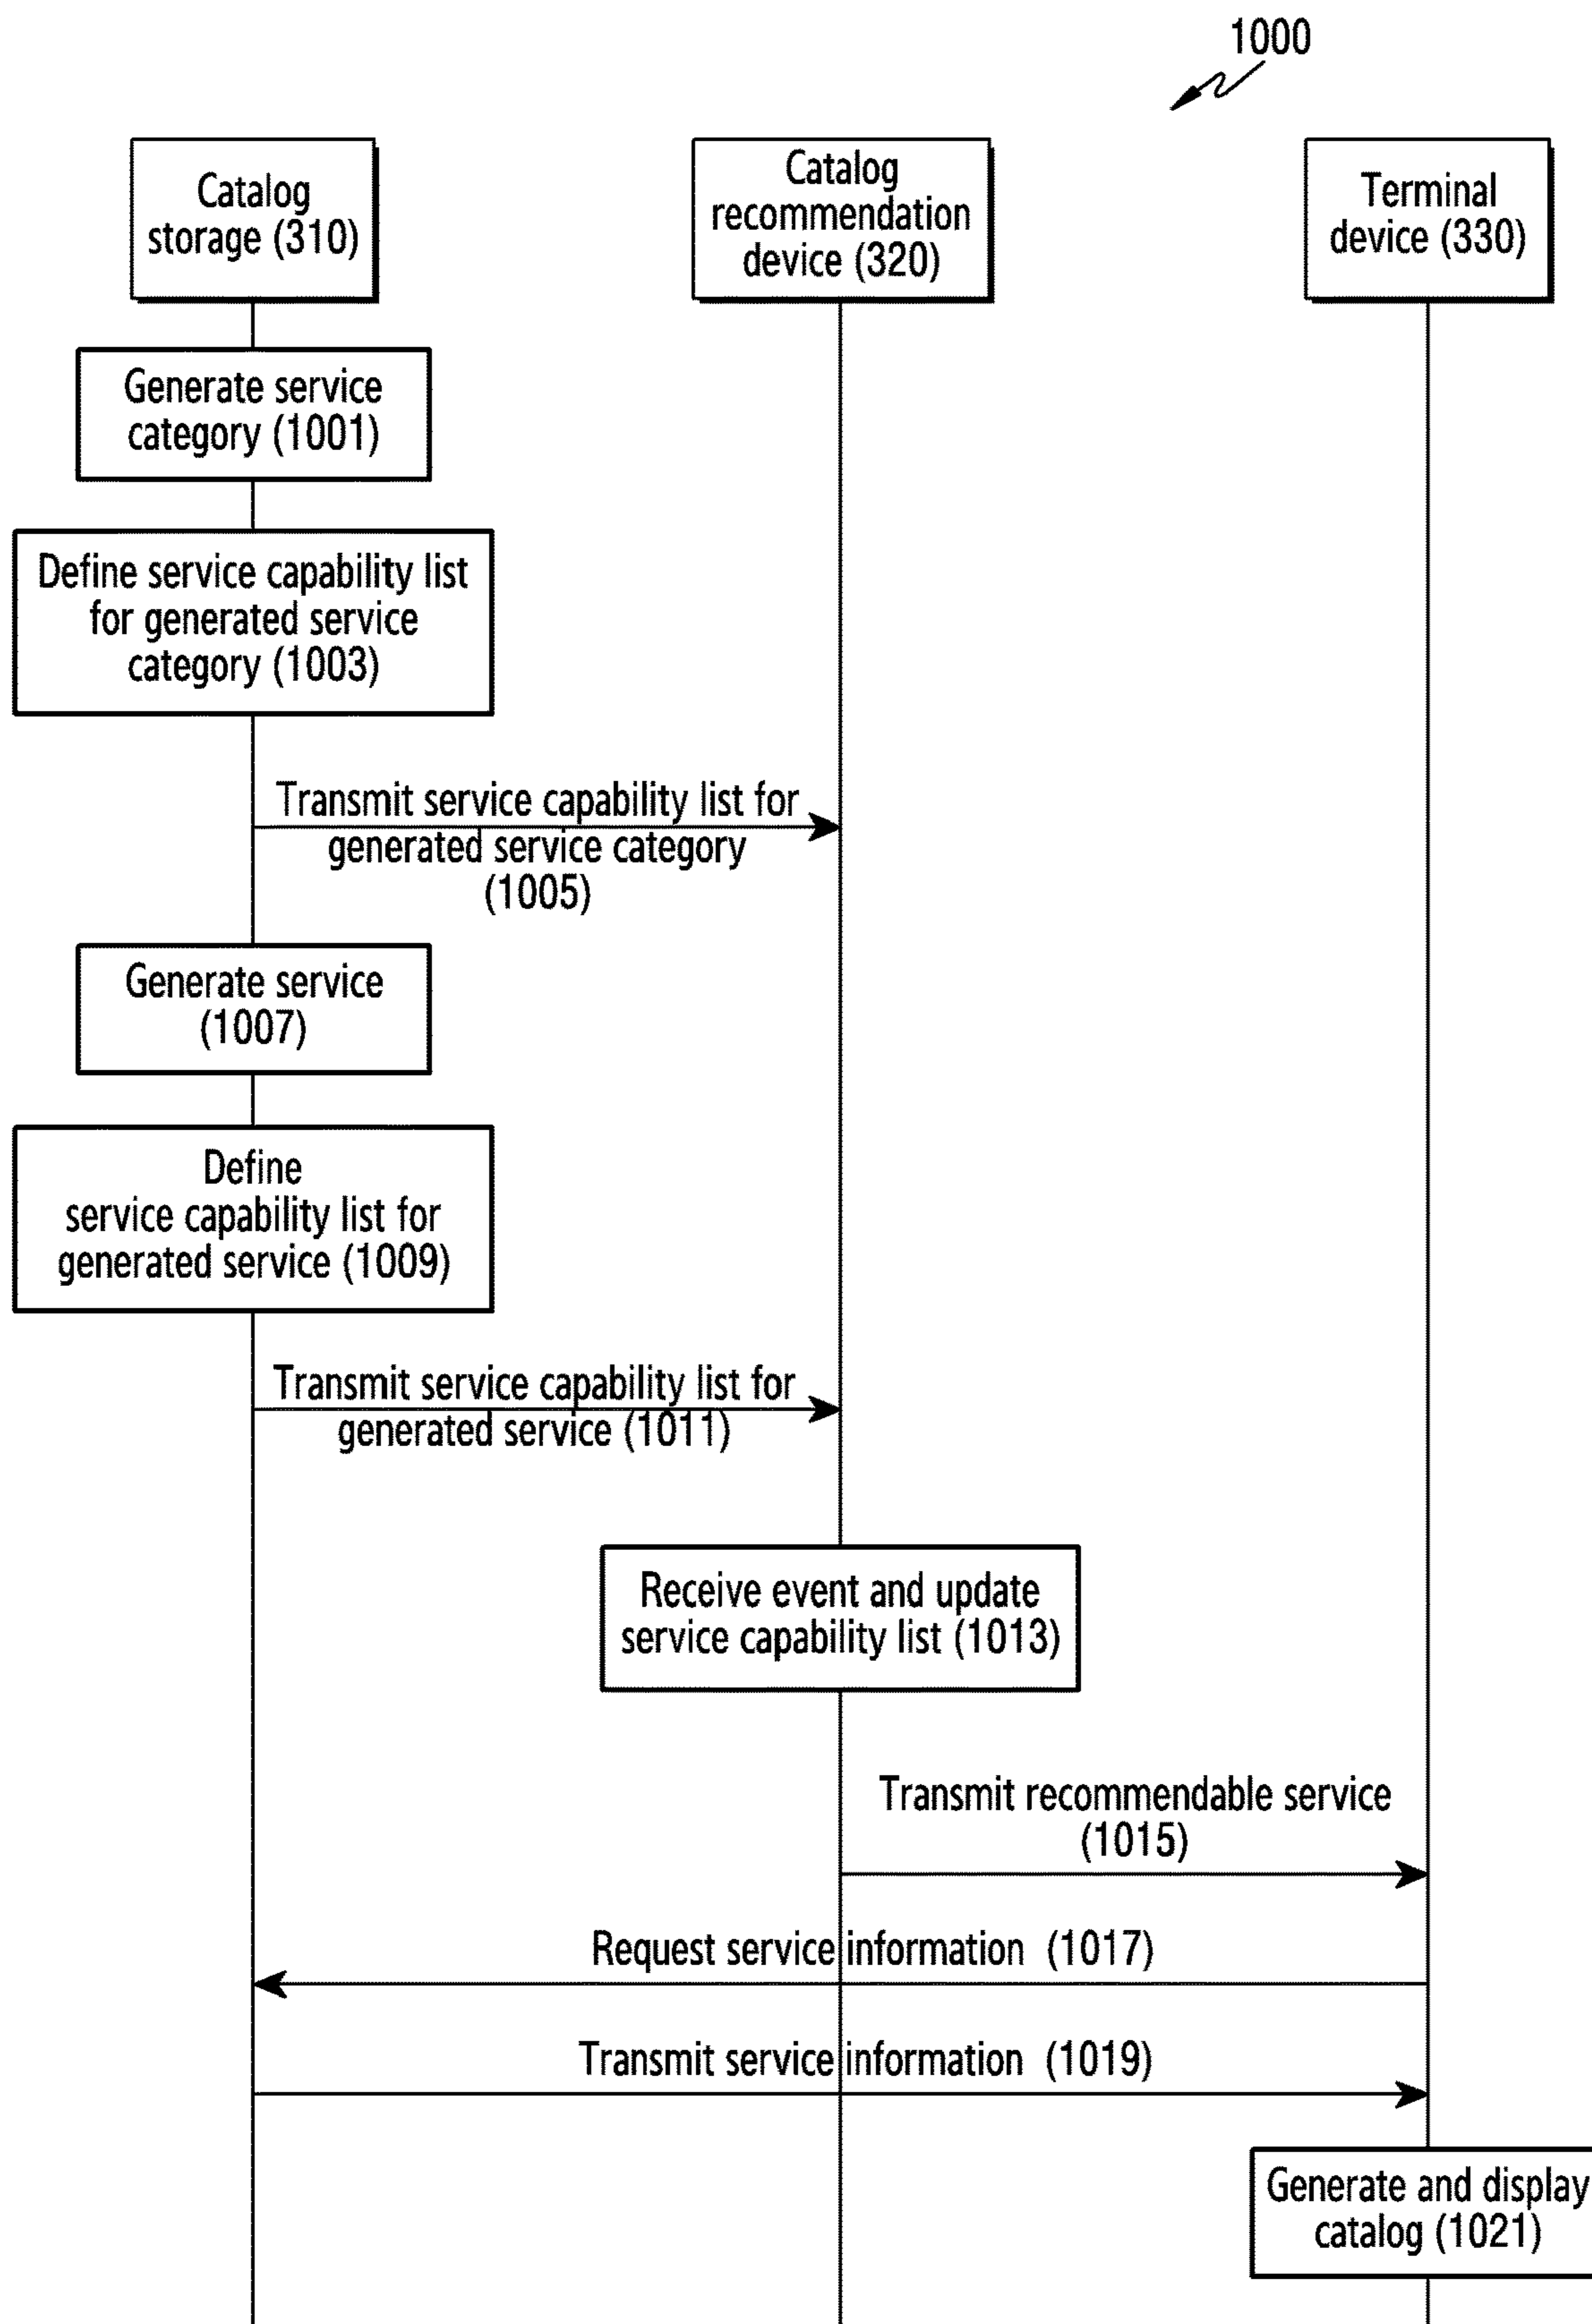 1000
Catalog
storage (310)
Catalog
recommendation
device (320)
Terminal
device (330)
Generate service
category (1001)
Define service capability list
for generated service
category (1003)
Transmit service capability list for
generated service category
(1005)
Generate service
(1007)
Define
service capability list for
generated service (1009)
Transmit service capability list for
generated service (1011)
Receive event and update
service capability list (1013)
Transmit recommendable service
(1015)
Request service information (1017)
Transmit service information (1019)
Generate and display
catalog (1021)